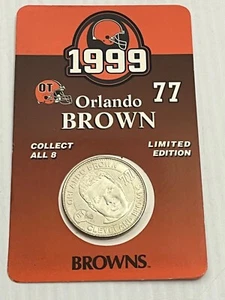 1999
OT
Orlando 77
BROWN
COLLECT LIMITED
ALL 8 EDITION
BROWNS